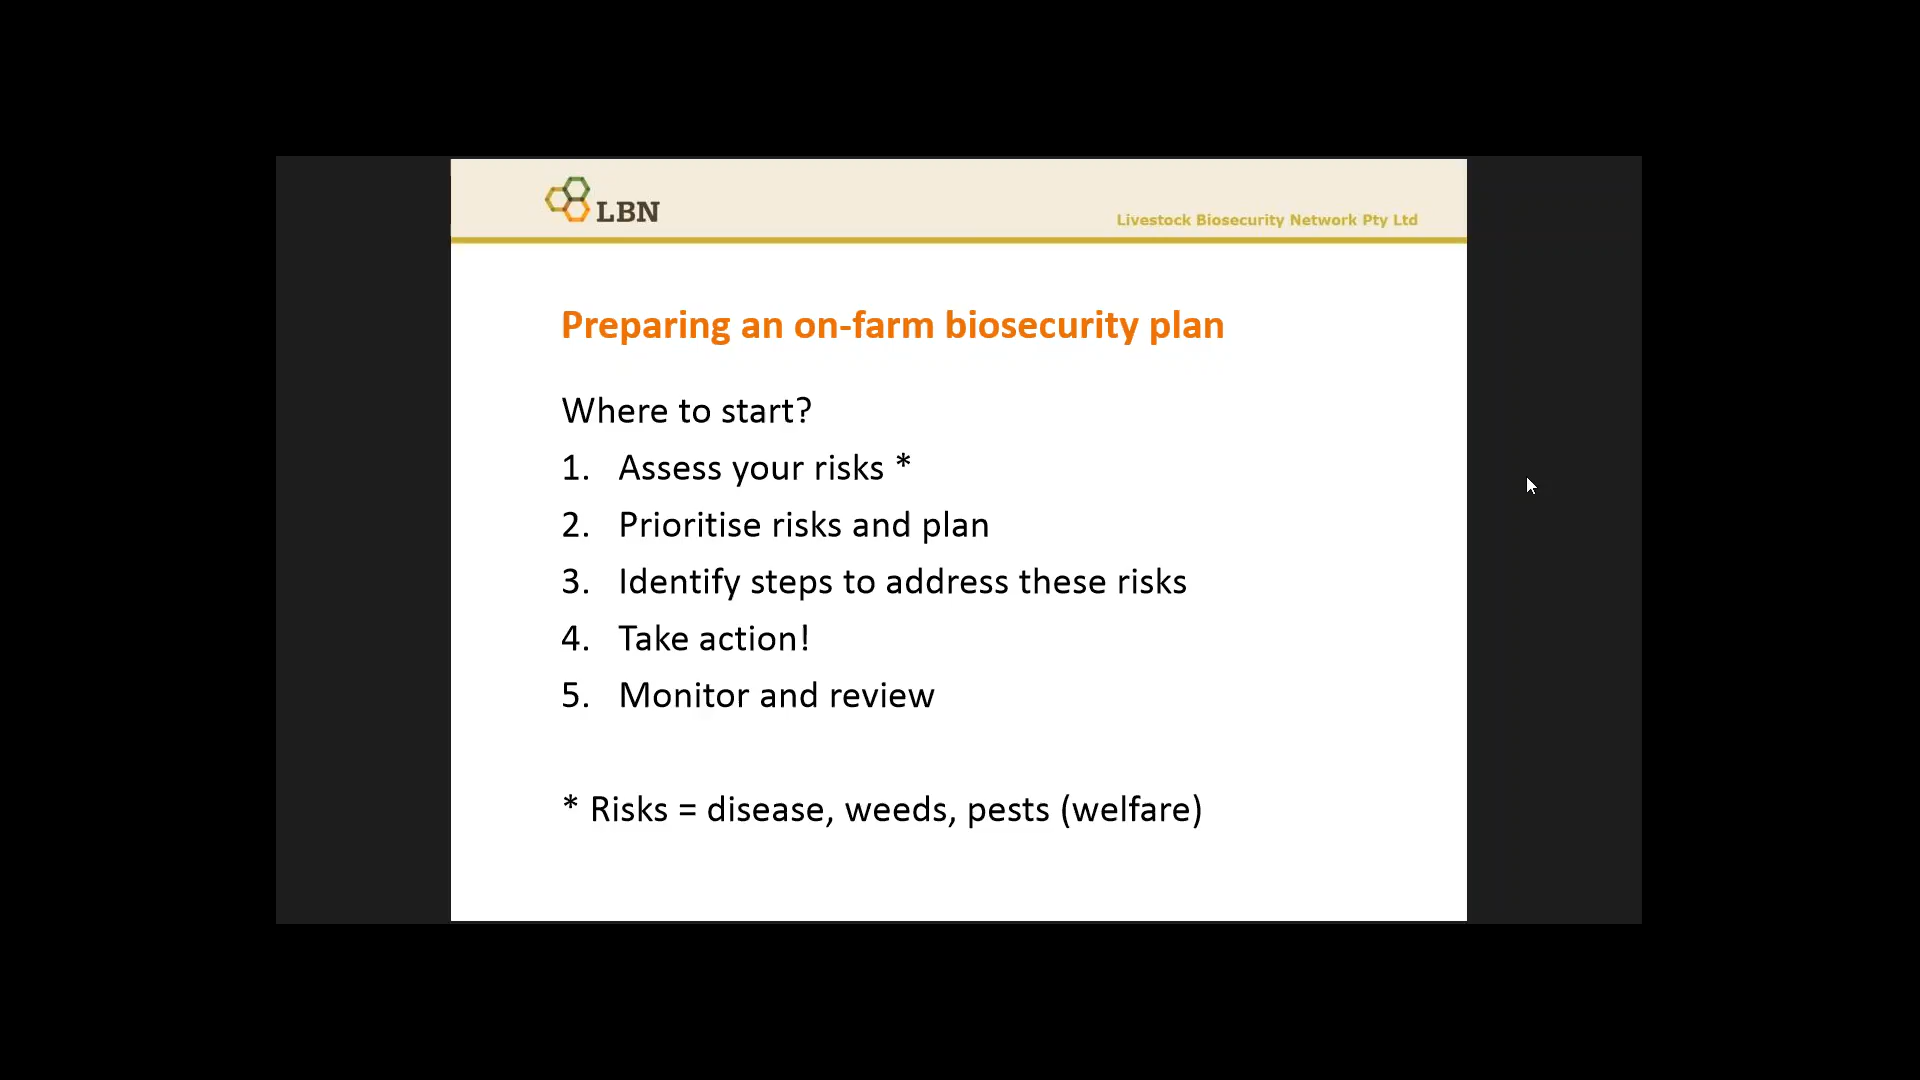 LBN
Livestock Biosecurity Network Pty Ltd
Preparing an on-farm biosecurity plan
Where to start?
1. Assess your risks *
2. Prioritise risks and plan
3. Identify steps to address these risks
4. Take action!
5. Monitor and review
* Risks = disease, weeds, pests (welfare)